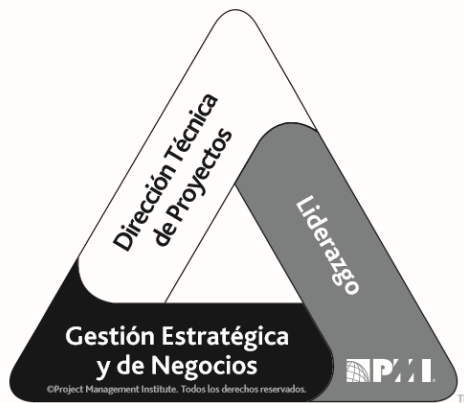 Dirección Técnica
de Proyectos
Liderazgo
Gestión Estratégica
y de Negocios
©Project Management Institute. Todos los derechos reservados.
PMI.